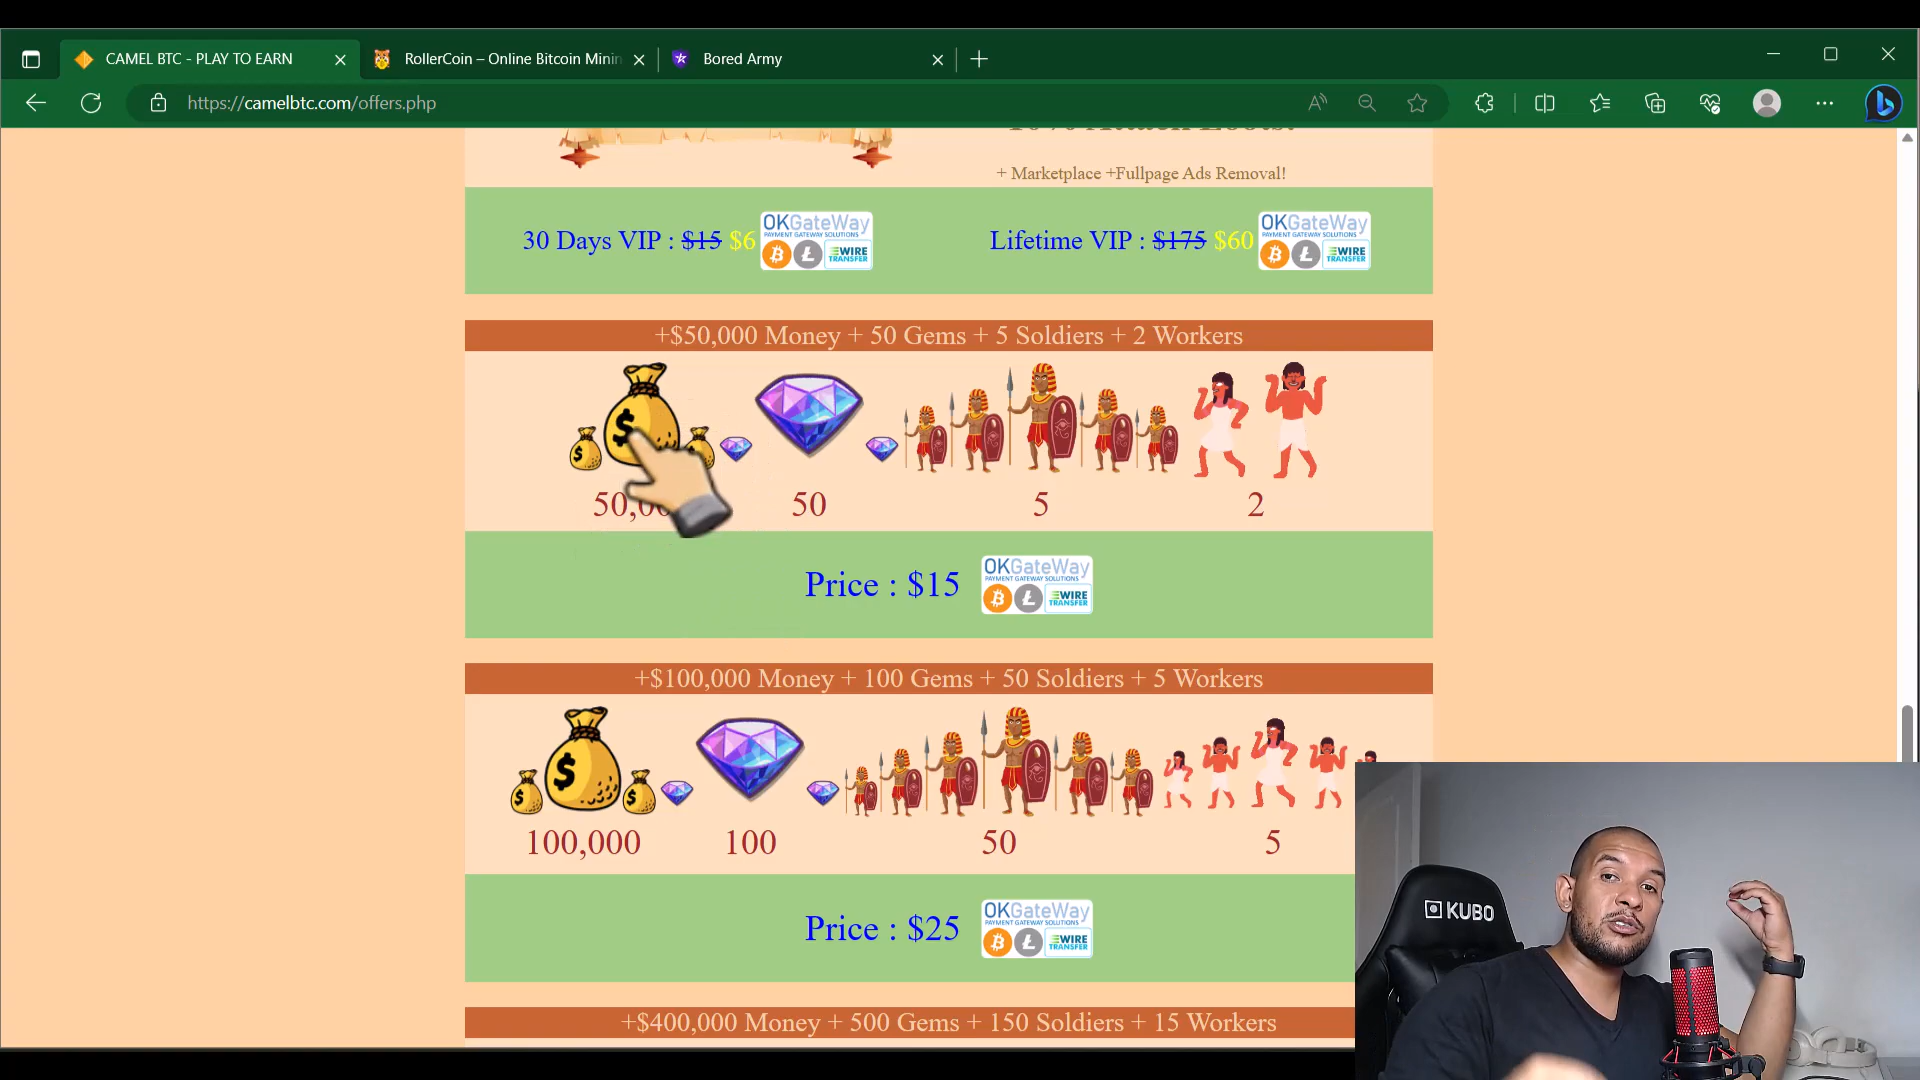 CAMEL BTC - PLAY TO EARN
RollerCoin – Online Bitcoin Minin
Bored Army
https://camelbtc.com/offers.php
+ Marketplace +Fullpage Ads Removal!
30 Days VIP : $15 $6
OKGateWay
PAYMENT GATEWAY SOLUTIONS
WIRE
TRANSFER
Lifetime VIP : $175 $60
OKGateWay
PAYMENT GATEWAY SOLUTIONS
WIRE
TRANSFER
+$50,000 Money + 50 Gems + 5 Soldiers + 2 Workers
50 5 2
Price : $15
OKGateWay
PAYMENT GATEWAY SOLUTIONS
WIRE
TRANSFER
+$100,000 Money + 100 Gems + 50 Soldiers + 5 Workers
100,000 100 50 5
Price : $25
OKGateWay
PAYMENT GATEWAY SOLUTIONS
WIRE
TRANSFER
KUBO
+$400,000 Money + 500 Gems + 150 Soldiers + 15 Workers